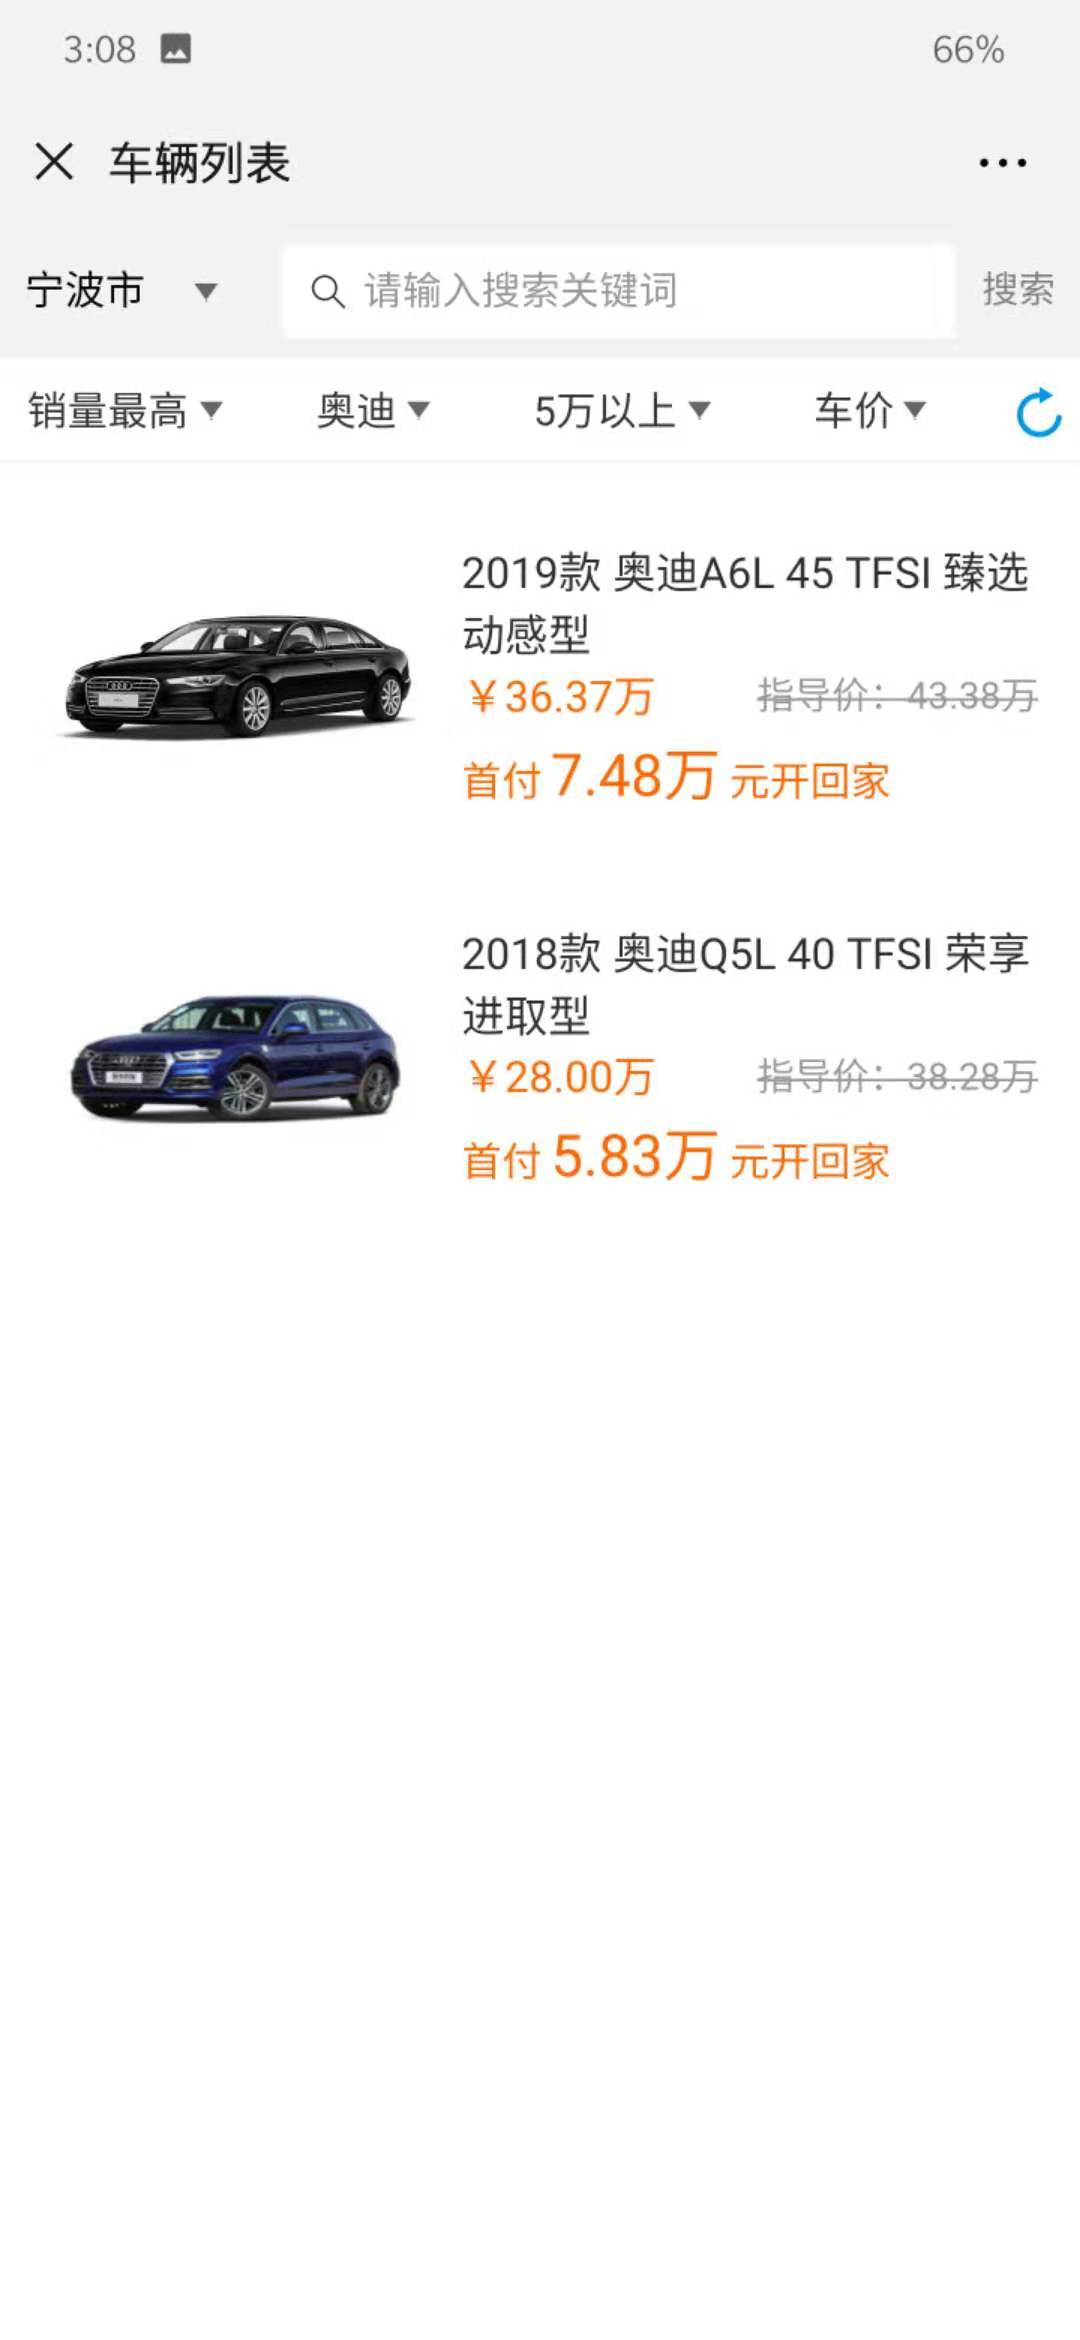 3:08
66%
车辆列表
宁波市
请输入搜索关键词
搜索
销量最高
奥迪
5万以上
车价
2019款 奥迪A6L 45 TFSI 臻选
动感型
￥36.37万
指导价：43.38万
首付 7.48万 元开回家
2018款 奥迪Q5L 40 TFSI 荣享
进取型
￥28.00万
指导价：38.28万
首付 5.83万 元开回家